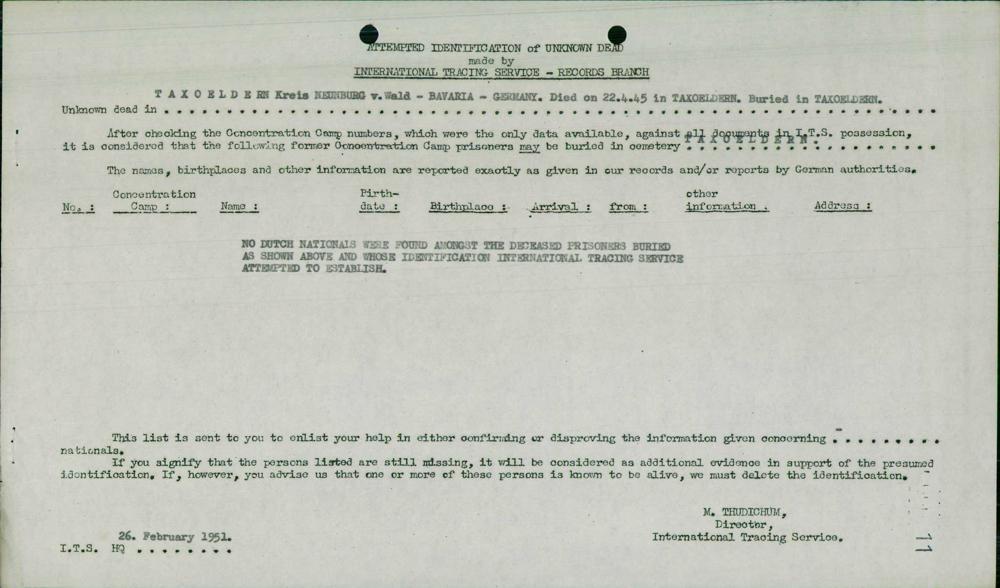 ATTEMPTED IDENTIFICATION of UNKNOWN DEAD
made by
INTERNATIONAL TRACING SERVICE - RECORDS BRANCH
T A X O E L D E RN Kreis NEUNBURG v.Wald - BAVARIA - GERMANY. Died on 22.4.45 in TAXOELDERN. Buried in TAXOELDERN.
Unknown dead in
After checking the Concentration Camp numbers, which were the only data available, against all documents in I.T.S. possession,
it is considered that the following former Concentration Camp prisoners may be buried in cemetery T A X O E L D E R N.
The names, birthplaces and other information are reported exactly as given in our records and/or reports by German authorities.
Concentration Birth- other
No. : Camp : Name : date : Birthplace : Arrival : from : information . Address :
NO DUTCH NATIONALS WERE FOUND AMONGST THE DECEASED PRISONERS BURIED
AS SHOWN ABOVE AND WHOSE IDENTIFICATION INTERNATIONAL TRACING SERVICE
ATTEMPTED TO ESTABLISH.
This list is sent to you to enlist your help in either confirming or disproving the information given concerning . . . . . . . . .
nationals.
If you signify that the persons listed are still missing, it will be considered as additional evidence in support of the presumed
identification. If, however, you advise us that one or more of these persons is known to be alive, we must delete the identification.
M. THUDICHUM,
Director,
International Tracing Service.
26. February 1951.
I.T.S. HQ . . . . . . . .
11